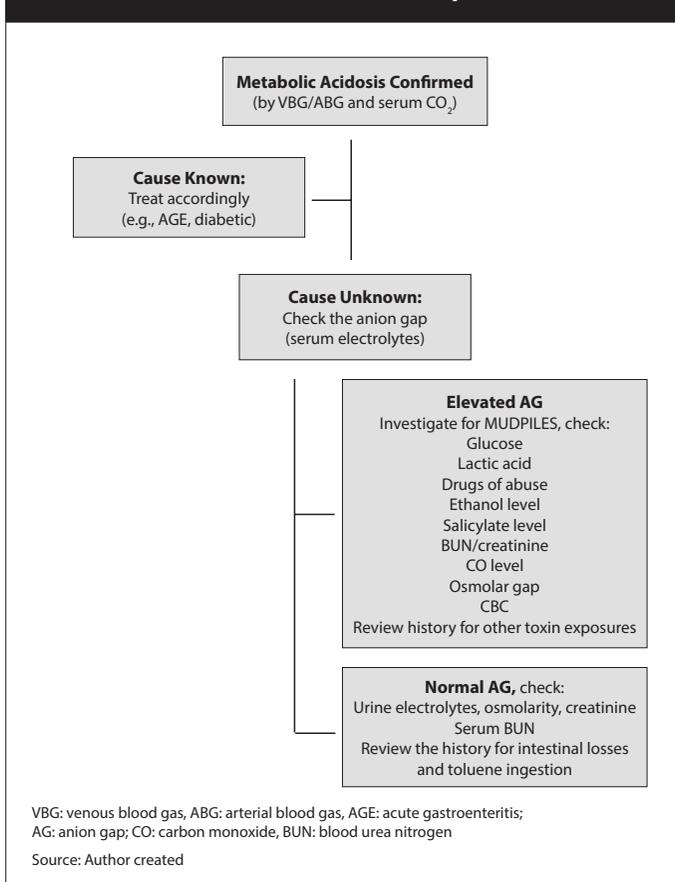 Metabolic Acidosis Confirmed
(by VBG/ABG and serum CO₂)
Cause Known:
Treat accordingly
(e.g., AGE, diabetic)
Cause Unknown:
Check the anion gap
(serum electrolytes)
Elevated AG
Investigate for MUDPILES, check:
Glucose
Lactic acid
Drugs of abuse
Ethanol level
Salicylate level
BUN/creatinine
CO level
Osmolar gap
CBC
Review history for other toxin exposures
Normal AG, check:
Urine electrolytes, osmolarity, creatinine
Serum BUN
Review the history for intestinal losses
and toluene ingestion
VBG: venous blood gas, ABG: arterial blood gas, AGE: acute gastroenteritis;
AG: anion gap; CO: carbon monoxide, BUN: blood urea nitrogen
Source: Author created